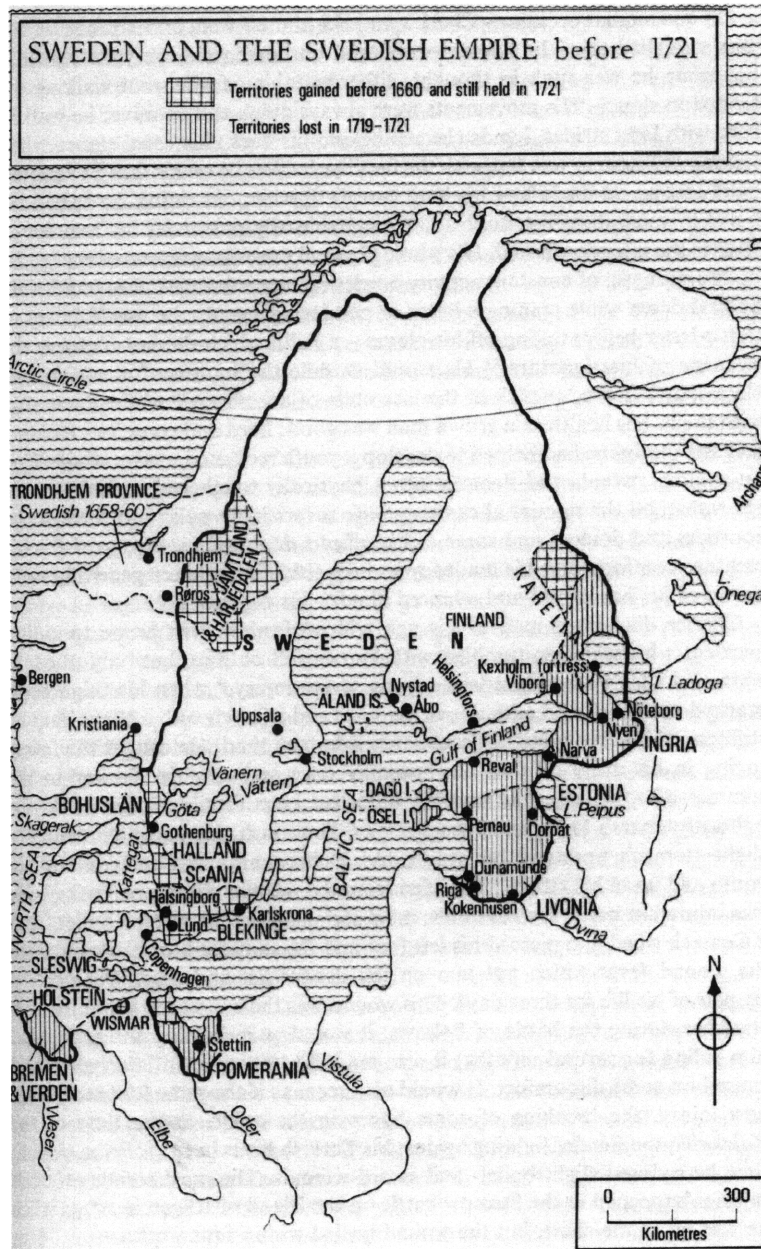 SWEDEN AND THE SWEDISH EMPIRE before 1721
Territories gained before 1660 and still held in 1721
Territories lost in 1719–1721
Arctic Circle
TRONDHJEM PROVINCE
Swedish 1658-60
Trondhjem
JÄMTLAND
& HÄRJEDALEN
Røros
Bergen
Kristiania
SWEDEN
FINLAND
KARELIA
L.
Onega
Kexholm fortress
Viborg
L. Ladoga
Nöteborg
Nyen
INGRIA
Nystad
Åbo
Helsingfors
ÅLAND IS.
Uppsala
Stockholm
Gulf of Finland
Narva
Reval
ESTONIA
L. Peipus
DAGÖ I.
ÖSEL I.
Pernau
Dorpat
L.
Vänern
L. Vättern
BOHUSLÄN
Göta
Skagerak
Gothenburg
Kattegat
HALLAND
SCANIA
BALTIC SEA
NORTH SEA
Hälsingborg
Karlskrona
Lund
BLEKINGE
Dunamünde
Riga
Kokenhusen
LIVONIA
Dvina
Copenhagen
SLESWIG
HOLSTEIN
WISMAR
Stettin
POMERANIA
BREMEN
& VERDEN
Vistula
Oder
Elbe
Weser
N
0 300
Kilometres